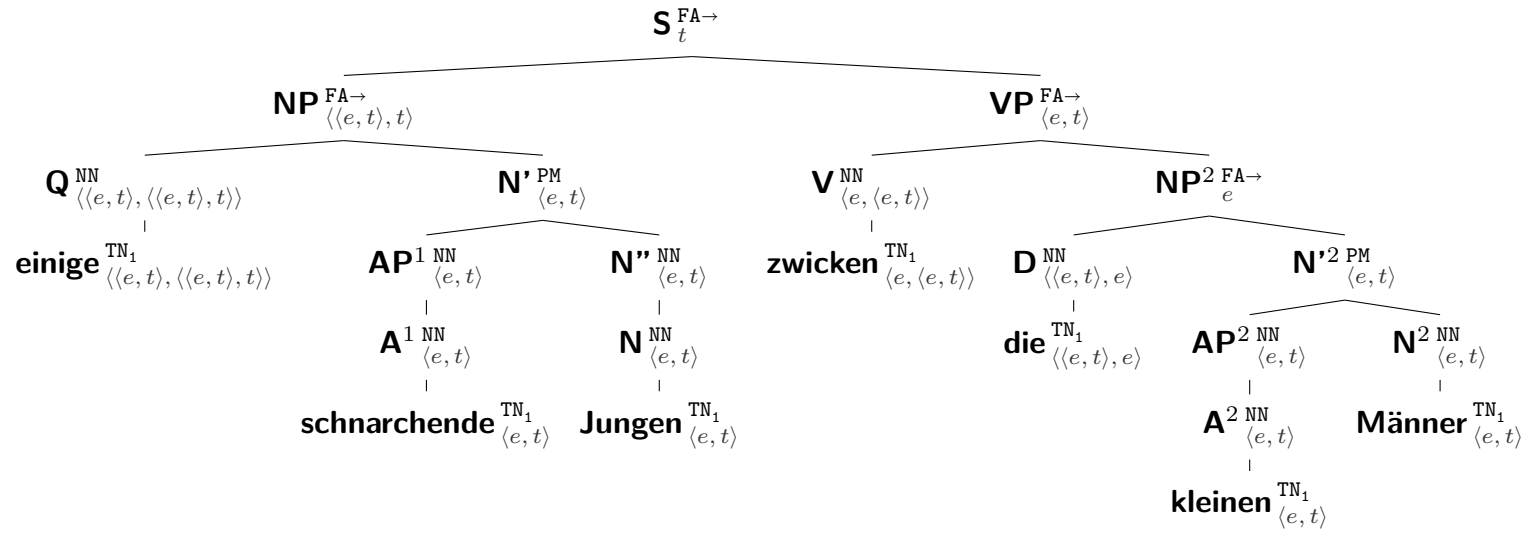 S FA→ t
NP FA→ ⟨⟨e, t⟩, t⟩ VP FA→ ⟨e, t⟩
Q NN ⟨⟨e, t⟩, ⟨⟨e, t⟩, t⟩⟩ N' PM ⟨e, t⟩ V NN ⟨e, ⟨e, t⟩⟩ NP² FA→ e
einige TN₁ ⟨⟨e, t⟩, ⟨⟨e, t⟩, t⟩⟩ AP¹ NN ⟨e, t⟩ N" NN ⟨e, t⟩ zwicken TN₁ ⟨e, ⟨e, t⟩⟩ D NN ⟨⟨e, t⟩, e⟩ N'² PM ⟨e, t⟩
A¹ NN ⟨e, t⟩ N NN ⟨e, t⟩ die TN₁ ⟨⟨e, t⟩, e⟩ AP² NN ⟨e, t⟩ N² NN ⟨e, t⟩
schnarchende TN₁ ⟨e, t⟩ Jungen TN₁ ⟨e, t⟩ A² NN ⟨e, t⟩ Männer TN₁ ⟨e, t⟩
kleinen TN₁ ⟨e, t⟩